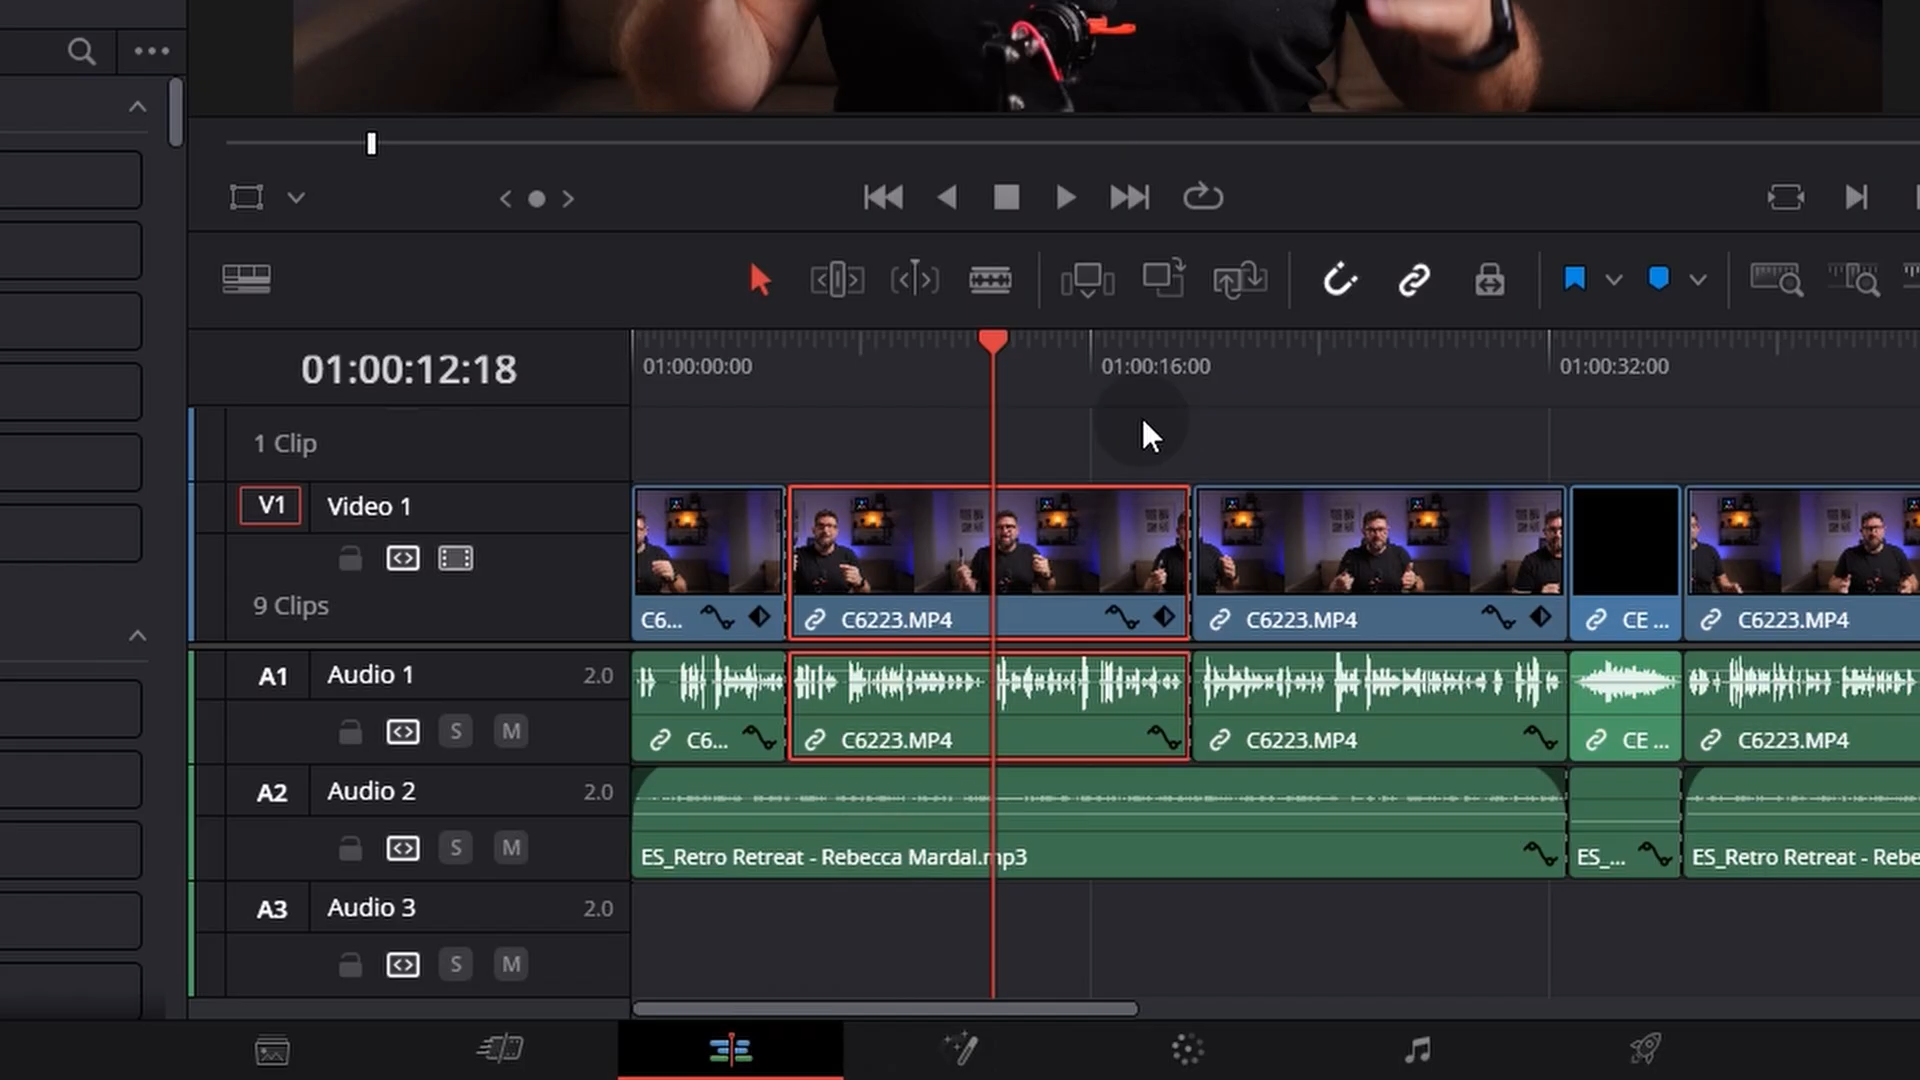 01:00:12:18
01:00:00:00
01:00:16:00
01:00:32:00
1 Clip
V1 Video 1
9 Clips
C6...
C6223.MP4
C6223.MP4
CE ...
C6223.MP4
A1 Audio 1 2.0
S M
C6...
C6223.MP4
C6223.MP4
CE ...
C6223.MP4
A2 Audio 2 2.0
S M
ES_Retro Retreat - Rebecca Mardal.mp3
ES_...
ES_Retro Retreat - Rebe
A3 Audio 3 2.0
S M